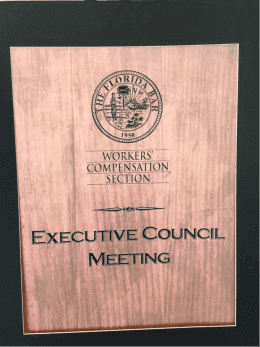 THE FLORIDA BAR
1950
WORKERS'
COMPENSATION
SECTION
EXECUTIVE COUNCIL
MEETING